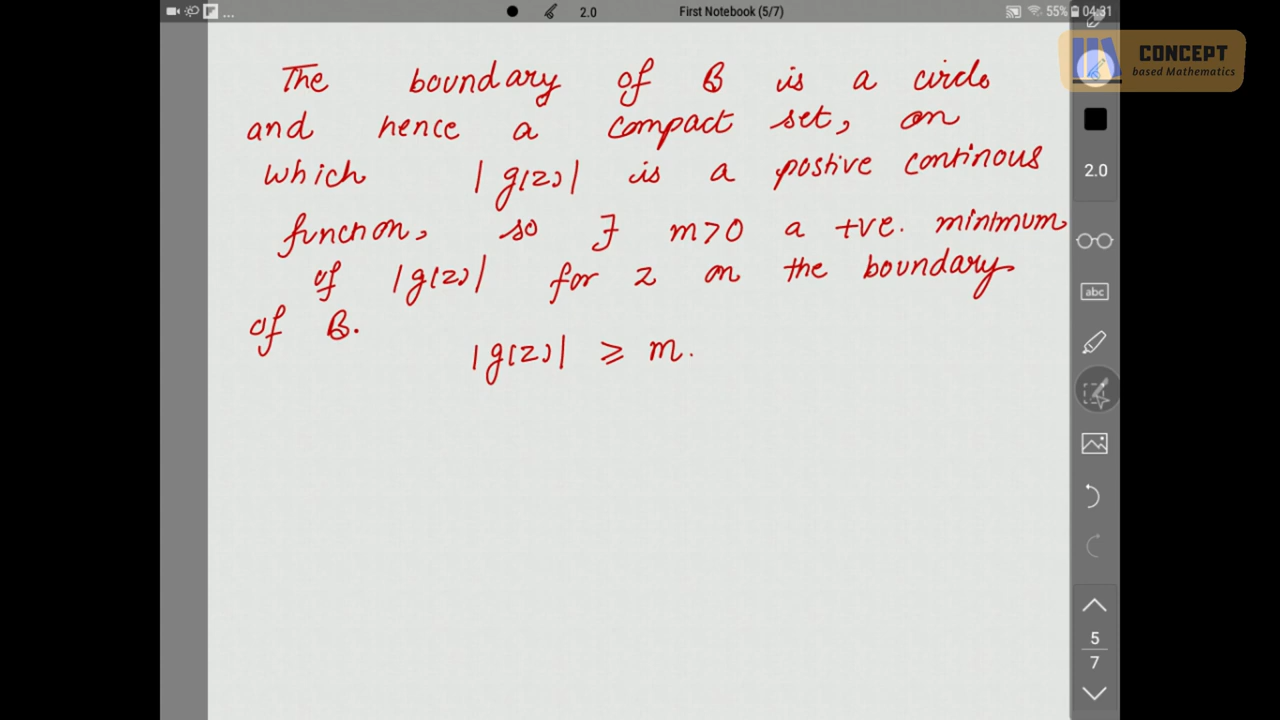 ... 2.0 First Notebook (5/7) 55% 04:31
CONCEPT
based Mathematics
The boundary of B is a circle
and hence a compact set, on
which |g(z)| is a postive continous
function, so ∃ m>0 a +ve. minimum
of |g(z)| for z on the boundary
of B.
|g(z)| ⩾ m.
2.0
abc
5
7